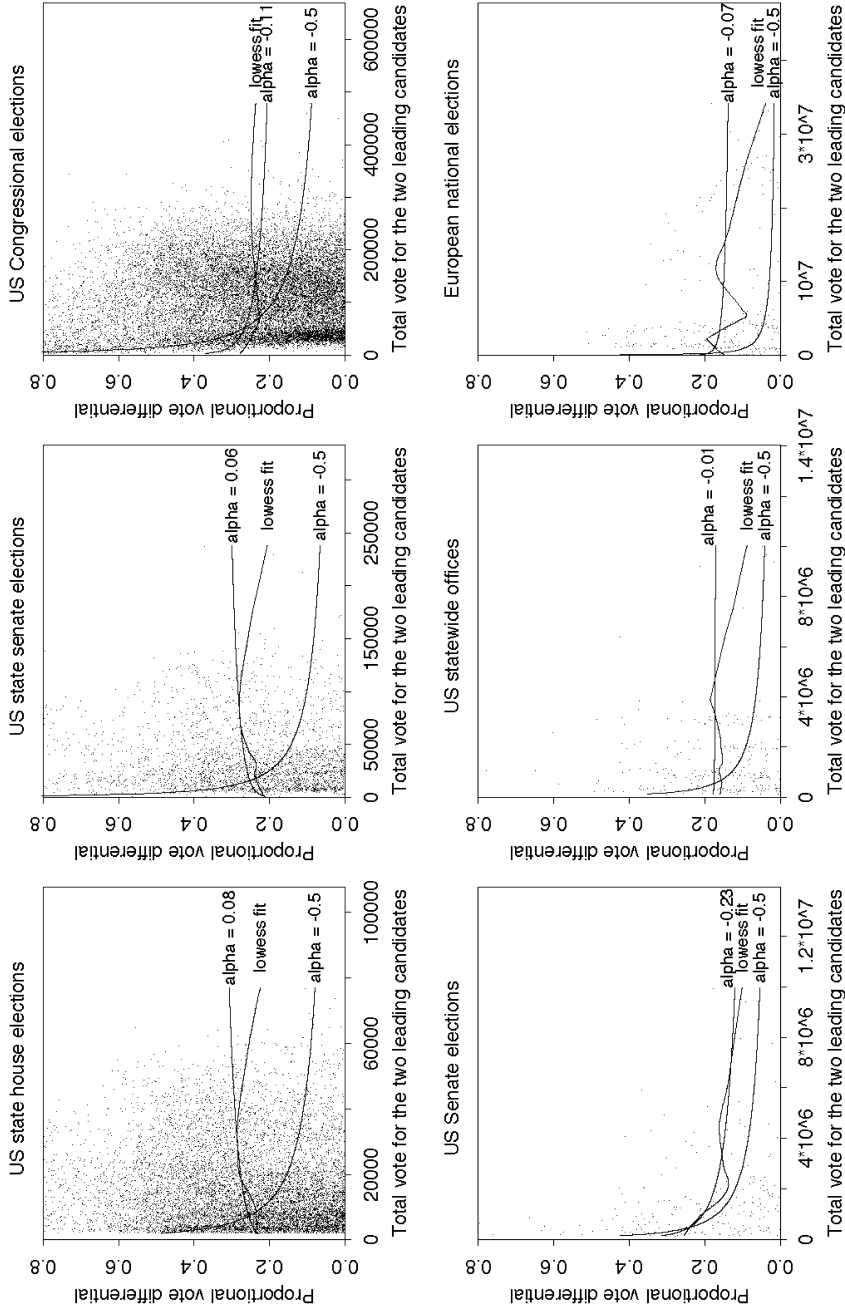 US state house elections
Proportional vote differential
0.0 0.2 0.4 0.6 0.8
alpha = 0.08
lowess fit
alpha = -0.5
0 20000 60000 100000
Total vote for the two leading candidates
US state senate elections
Proportional vote differential
0.0 0.2 0.4 0.6 0.8
alpha = 0.06
lowess fit
alpha = -0.5
0 50000 150000 250000
Total vote for the two leading candidates
US Congressional elections
Proportional vote differential
0.0 0.2 0.4 0.6 0.8
lowess fit
alpha = -0.11
alpha = -0.5
0 200000 400000 600000
Total vote for the two leading candidates
US Senate elections
Proportional vote differential
0.0 0.2 0.4 0.6 0.8
alpha = -0.23
lowess fit
alpha = -0.5
0 4*10^6 8*10^6 1.2*10^7
Total vote for the two leading candidates
US statewide offices
Proportional vote differential
0.0 0.2 0.4 0.6 0.8
alpha = -0.01
lowess fit
alpha = -0.5
0 4*10^6 8*10^6 1.4*10^7
Total vote for the two leading candidates
European national elections
Proportional vote differential
0.0 0.2 0.4 0.6 0.8
alpha = -0.07
lowess fit
alpha = -0.5
0 10^7 3*10^7
Total vote for the two leading candidates